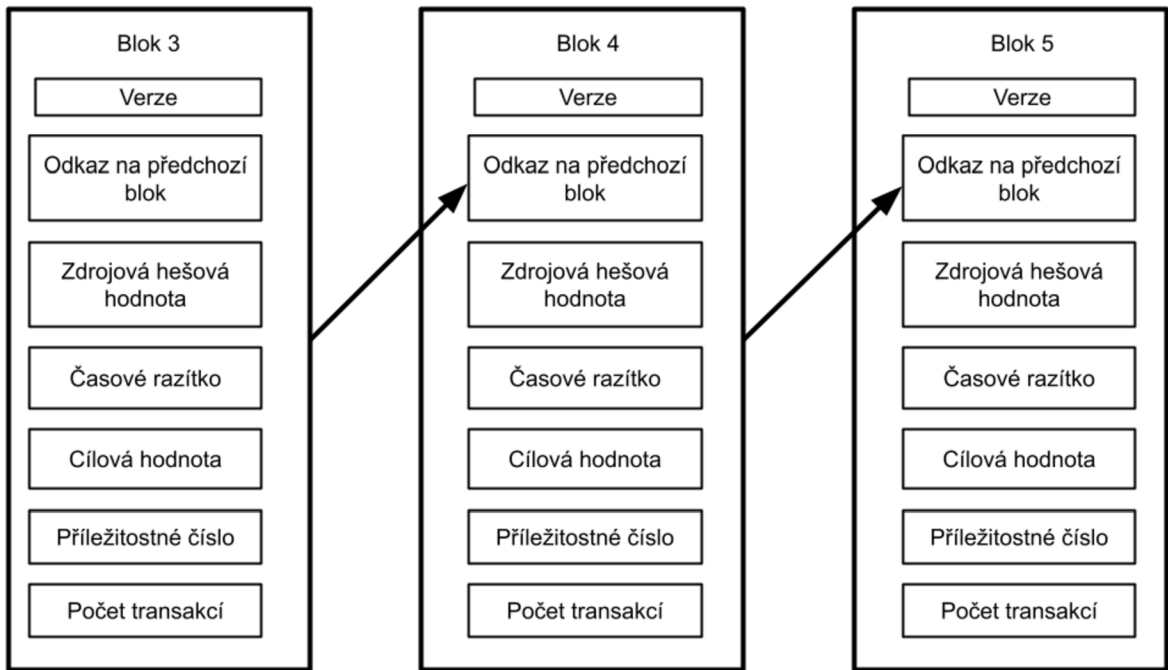 Blok 3
Verze
Odkaz na předchozí
blok
Zdrojová hešová
hodnota
Časové razítko
Cílová hodnota
Příležitostné číslo
Počet transakcí
Blok 4
Verze
Odkaz na předchozí
blok
Zdrojová hešová
hodnota
Časové razítko
Cílová hodnota
Příležitostné číslo
Počet transakcí
Blok 5
Verze
Odkaz na předchozí
blok
Zdrojová hešová
hodnota
Časové razítko
Cílová hodnota
Příležitostné číslo
Počet transakcí